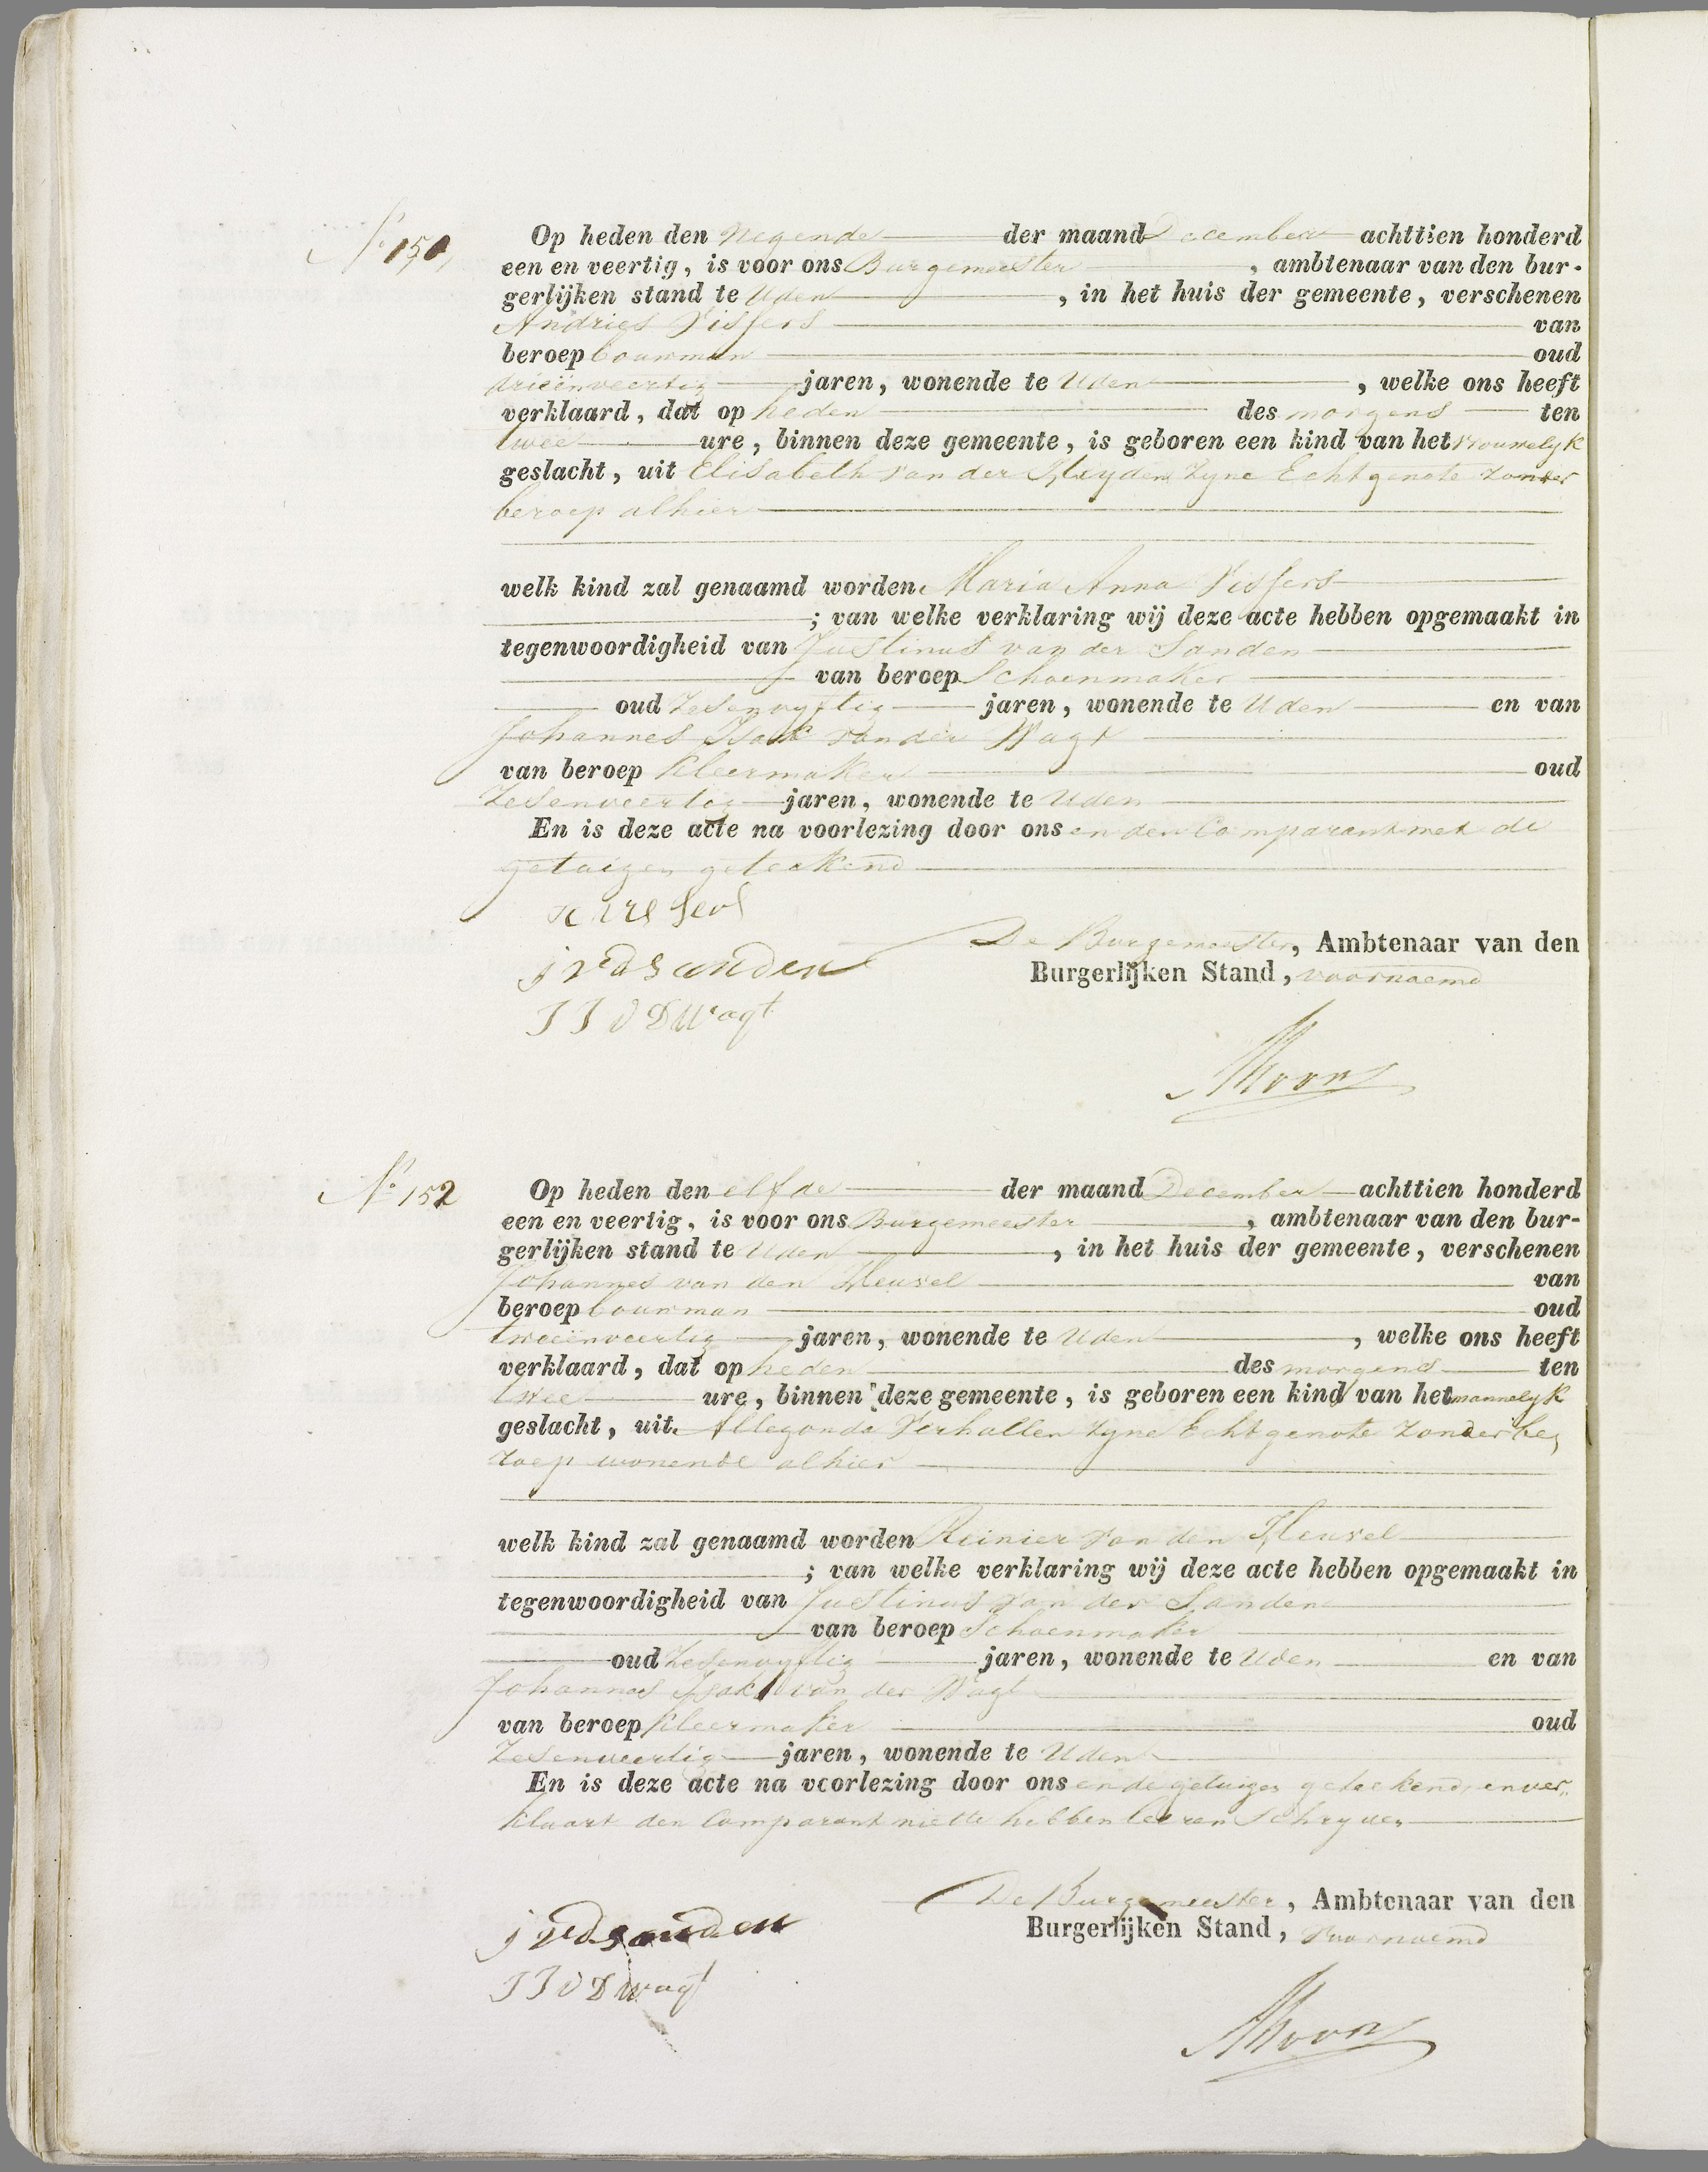 No 151,
Op heden den Negende der maand December achttien honderd
een en veertig, is voor ons Burgemeester, ambtenaar van den bur-
gerlijken stand te Uden, in het huis der gemeente, verschenen
Andries Vissers van
beroep bouwman oud
drieënveertig jaren, wonende te Uden, welke ons heeft
verklaard, dat op heden des morgens ten
twee ure, binnen deze gemeente, is geboren een kind van het vrouwelyk
geslacht, uit Elisabeth van der Heyden zyne Echtgenote zonder
beroep alhier
welk kind zal genaamd worden Maria Anna Vissers
; van welke verklaring wij deze acte hebben opgemaakt in
tegenwoordigheid van Justinus van der Sanden
van beroep Schoenmaker
oud Zesenvyftig jaren, wonende te Uden en van
Johannes Isak van der Wagt
van beroep Kleermaker oud
Zesenveertig jaren, wonende te Uden
En is deze acte na voorlezing door ons en den Comparant met de
getuigen geteekend
De Burgemeester, Ambtenaar van den
j vd sanden
Burgerlijken Stand, voornoemd
J J V D Wagt
No 152
Op heden den elfde der maand December achttien honderd
een en veertig, is voor ons Burgemeester, ambtenaar van den bur-
gerlijken stand te Uden, in het huis der gemeente, verschenen
Johannes van den Heuvel van
beroep bouwman oud
tweeënveertig jaren, wonende te Uden, welke ons heeft
verklaard, dat op heden des morgens ten
twee ure, binnen deze gemeente, is geboren een kind van het mannelyk
geslacht, uit Allegonda Verhallen zyne Echtgenote zonder be,
roep wonende alhier
welk kind zal genaamd worden Reinier van den Heuvel
; van welke verklaring wij deze acte hebben opgemaakt in
tegenwoordigheid van Justinus van der Sanden
van beroep Schoenmaker
oud Zesenvyftig jaren, wonende te Uden en van
Johannes Isak van der Wagt
van beroep Kleermaker oud
Zesenveertig jaren, wonende te Uden
En is deze acte na voorlezing door ons en de getuigen geteekend, en ver„
klaart den Comparant niet te hebben leeren Schryven
De Burgemeester, Ambtenaar van den
j vd sanden
Burgerlijken Stand, voornoemd
J J V D Wagt